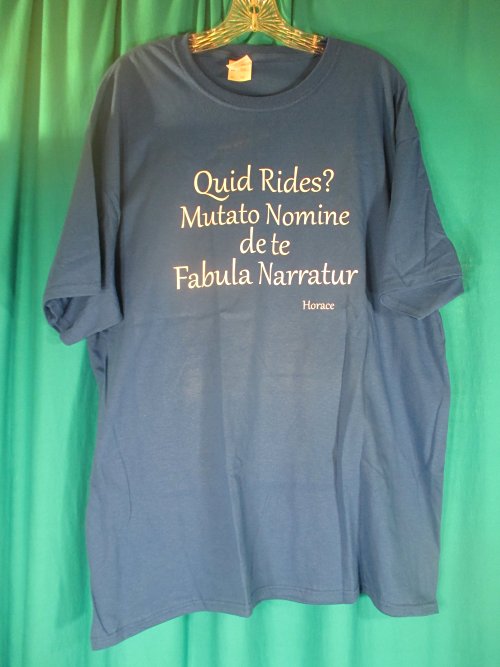 Quid Rides?
Mutato Nomine
de te
Fabula Narratur
Horace